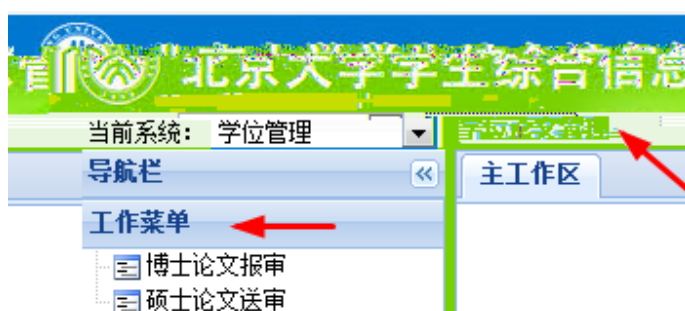 北京大学学生综合信息
当前系统： 学位管理
导航栏
主工作区
工作菜单
博士论文报审
硕士论文送审